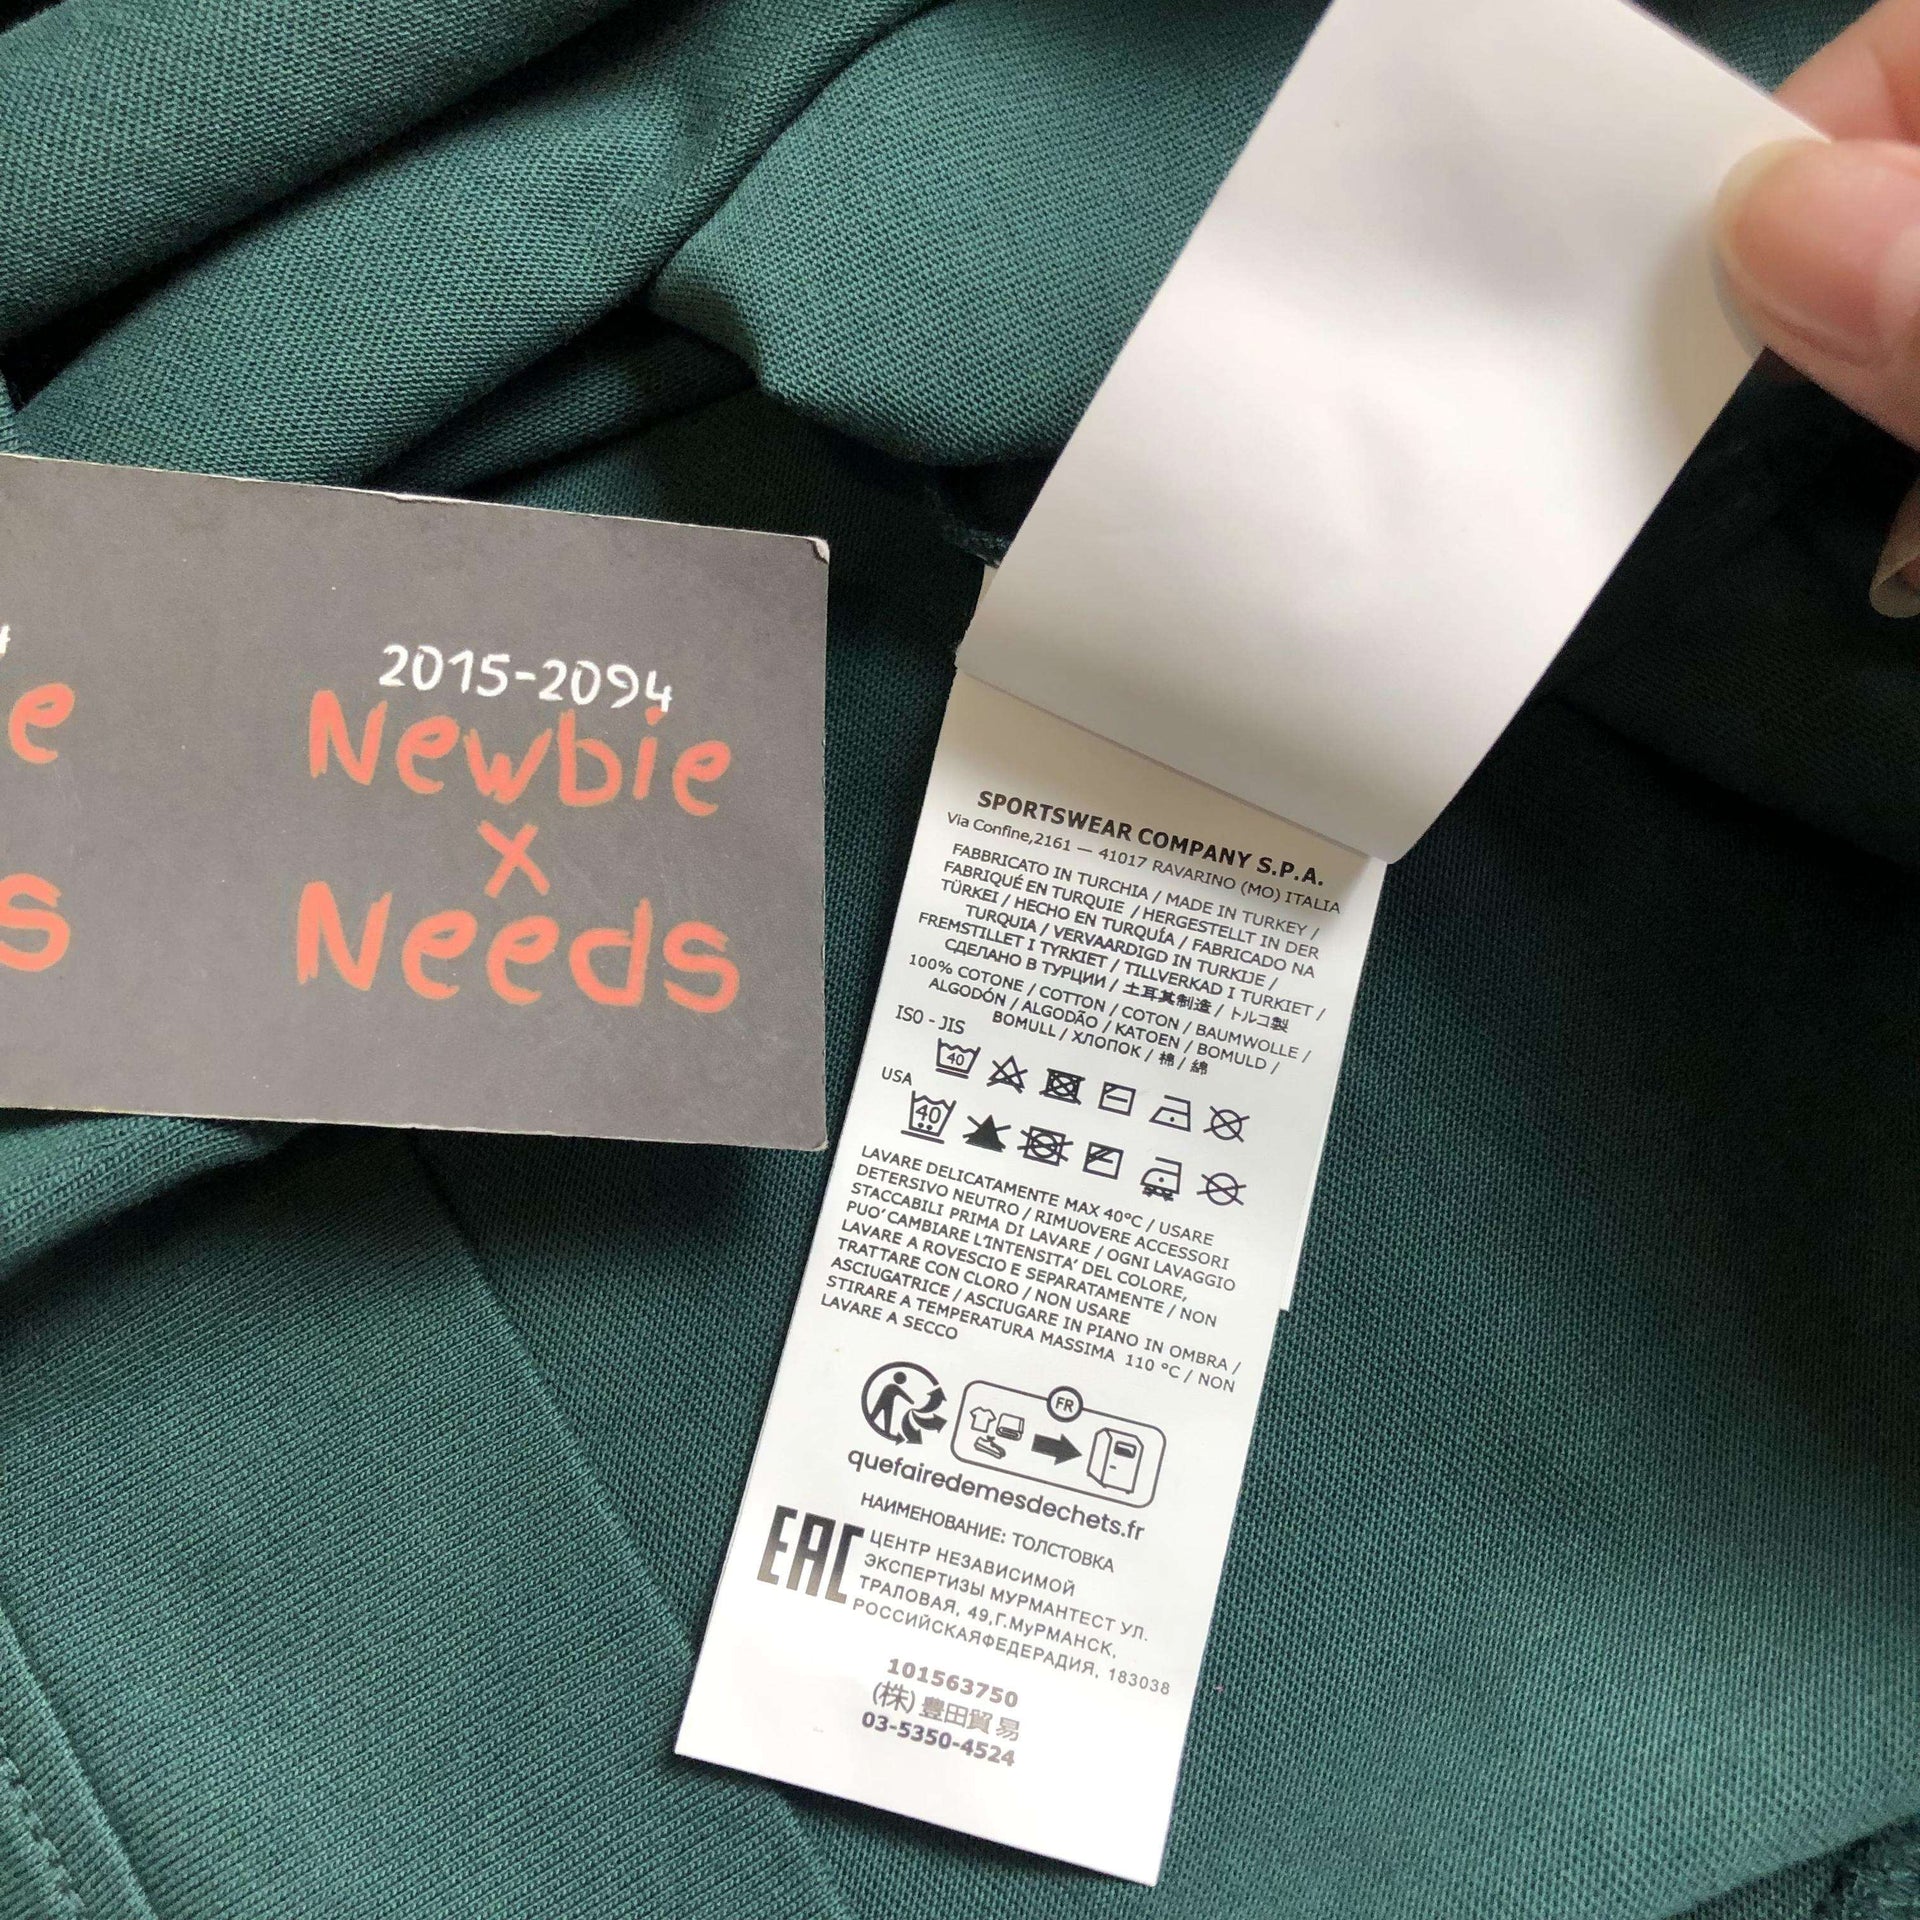 2015-2094
Newbie
x
Needs
e
s
SPORTSWEAR COMPANY S.P.A.
Via Confine,2161 — 41017 RAVARINO (MO) ITALIA
FABBRICATO IN TURCHIA / MADE IN TURKEY /
FABRIQUÉ EN TURQUIE / HERGESTELLT IN DER
TÜRKEI / HECHO EN TURQUÍA / FABRICADO NA
TURQUIA / VERVAARDIGD IN TURKIJE /
FREMSTILLET I TYRKIET / TILLVERKAD I TURKIET /
СДЕЛАНО В ТУРЦИИ / 土耳其制造 / トルコ製
100% COTONE / COTTON / COTON / BAUMWOLLE /
ALGODÓN / ALGODÃO / KATOEN / BOMULD /
BOMULL / ХЛОПОК / 棉 / 綿
ISO - JIS
40
USA
40
LAVARE DELICATAMENTE MAX 40°C / USARE
DETERSIVO NEUTRO / RIMUOVERE ACCESSORI
STACCABILI PRIMA DI LAVARE / OGNI LAVAGGIO
PUO' CAMBIARE L'INTENSITA' DEL COLORE,
LAVARE A ROVESCIO E SEPARATAMENTE / NON
TRATTARE CON CLORO / NON USARE
ASCIUGATRICE / ASCIUGARE IN PIANO IN OMBRA /
STIRARE A TEMPERATURA MASSIMA 110 °C / NON
LAVARE A SECCO
FR
quefairedemesdechets.fr
НАИМЕНОВАНИЕ: ТОЛСТОВКА
EAC
ЦЕНТР НЕЗАВИСИМОЙ
ЭКСПЕРТИЗЫ МУРМАНТЕСТ УЛ.
ТРАЛОВАЯ, 49,Г.МуРМАНСК,
РОССИЙСКАЯФЕДЕРАДИЯ, 183038
101563750
(株) 豊田貿易
03-5350-4524